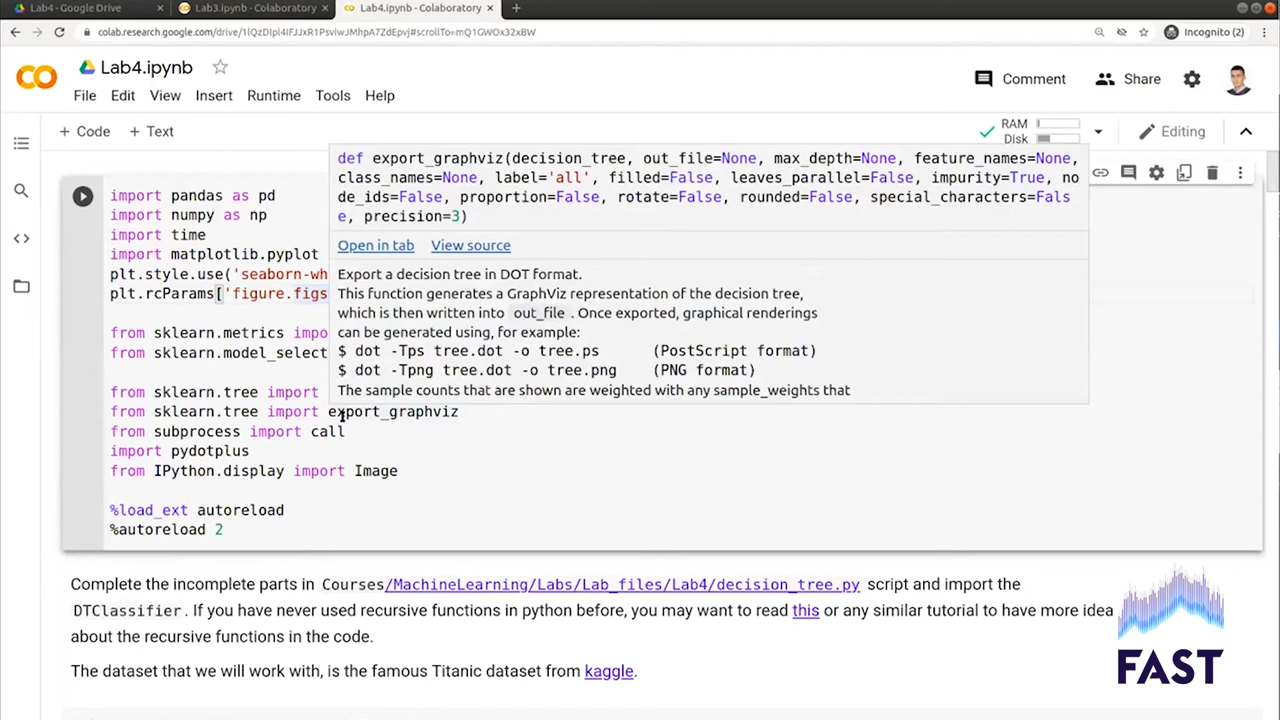 Lab4 - Google Drive
Lab3.ipynb - Colaboratory
Lab4.ipynb - Colaboratory
colab.research.google.com/drive/1lQzDIpl4IFJJxR1PsviwJMhpA7ZdEpvj#scrollTo=mQ1GWOx32xBW
Incognito (2)
Lab4.ipynb
Comment
Share
File Edit View Insert Runtime Tools Help
+ Code + Text
RAM
Disk
Editing
def export_graphviz(decision_tree, out_file=None, max_depth=None, feature_names=None,
class_names=None, label='all', filled=False, leaves_parallel=False, impurity=True, no
de_ids=False, proportion=False, rotate=False, rounded=False, special_characters=Fals
e, precision=3)
Open in tab View source
Export a decision tree in DOT format.
This function generates a GraphViz representation of the decision tree,
which is then written into out_file. Once exported, graphical renderings
can be generated using, for example:
$ dot -Tps tree.dot -o tree.ps (PostScript format)
$ dot -Tpng tree.dot -o tree.png (PNG format)
The sample counts that are shown are weighted with any sample_weights that
import pandas as pd
import numpy as np
import time
import matplotlib.pyplot
plt.style.use('seaborn-wh
plt.rcParams['figure.figs
from sklearn.metrics impo
from sklearn.model_select
from sklearn.tree import
from sklearn.tree import export_graphviz
from subprocess import call
import pydotplus
from IPython.display import Image
%load_ext autoreload
%autoreload 2
Complete the incomplete parts in Courses/MachineLearning/Labs/Lab_files/Lab4/decision_tree.py script and import the
DTClassifier. If you have never used recursive functions in python before, you may want to read this or any similar tutorial to have more idea
about the recursive functions in the code.
The dataset that we will work with, is the famous Titanic dataset from kaggle.
FAST